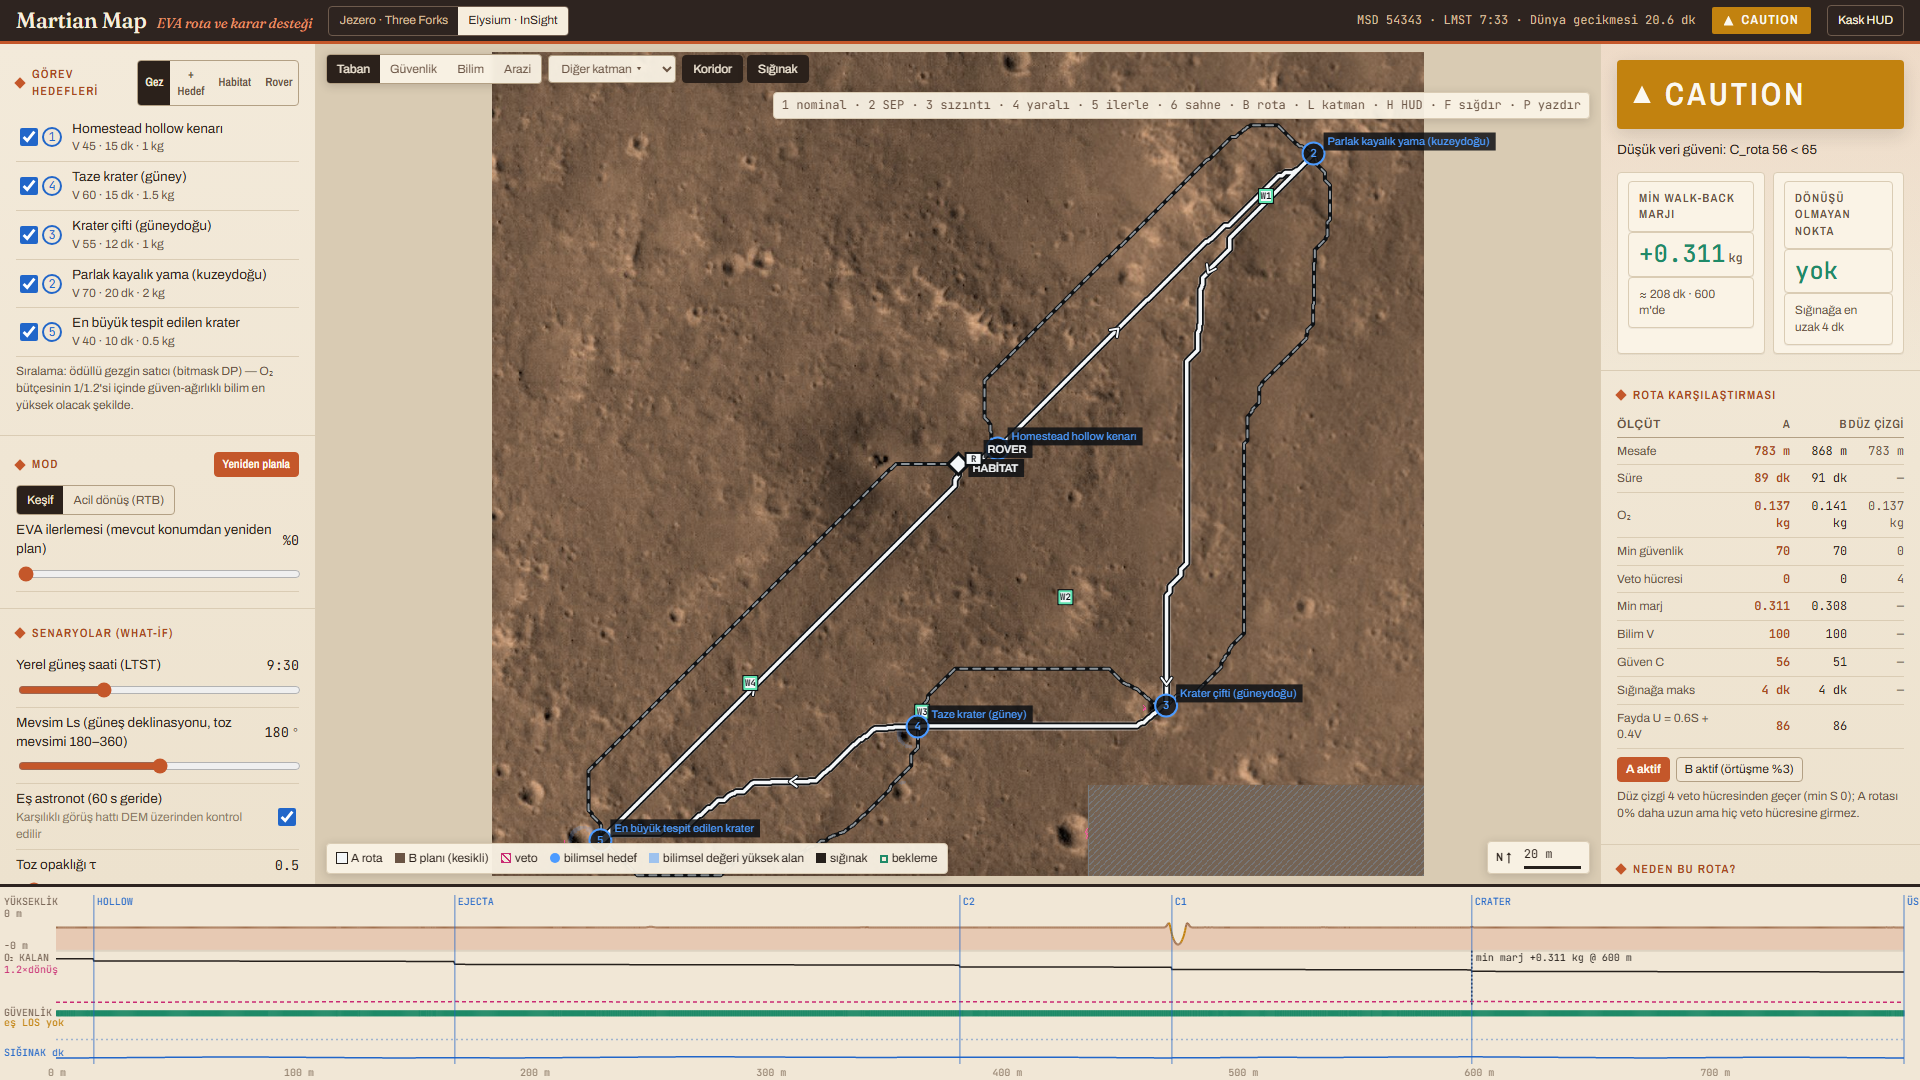 Martian Map EVA rota ve karar desteği
Jezero · Three Forks
Elysium · InSight
MSD 54343 · LMST 7:33 · Dünya gecikmesi 20.6 dk
▲ CAUTION
Kask HUD
GÖREV HEDEFLERİ
Gez
+ Hedef
Habitat
Rover
1
Homestead hollow kenarı
V 45 · 15 dk · 1 kg
4
Taze krater (güney)
V 60 · 15 dk · 1.5 kg
3
Krater çifti (güneydoğu)
V 55 · 12 dk · 1 kg
2
Parlak kayalık yama (kuzeydoğu)
V 70 · 20 dk · 2 kg
5
En büyük tespit edilen krater
V 40 · 10 dk · 0.5 kg
Sıralama: ödüllü gezgin satıcı (bitmask DP) — O₂
bütçesinin 1/1.2'si içinde güven-ağırlıklı bilim en
yüksek olacak şekilde.
MOD
Yeniden planla
Keşif
Acil dönüş (RTB)
EVA ilerlemesi (mevcut konumdan yeniden
plan)
%0
SENARYOLAR (WHAT-İF)
Yerel güneş saati (LTST)
9:30
Mevsim Ls (güneş deklinasyonu, toz
mevsimi 180–360)
180 °
Eş astronot (60 s geride)
Karşılıklı görüş hattı DEM üzerinden kontrol
edilir
Toz opaklığı τ
0.5
Taban
Güvenlik
Bilim
Arazi
Diğer katman
Koridor
Sığınak
1 nominal · 2 SEP · 3 sızıntı · 4 yaralı · 5 ilerle · 6 sahne · B rota · L katman · H HUD · F sığdır · P yazdır
2
Parlak kayalık yama (kuzeydoğu)
W1
Homestead hollow kenarı
ROVER
R
HABİTAT
W2
W4
3
Krater çifti (güneydoğu)
W3
4
Taze krater (güney)
5
En büyük tespit edilen krater
A rota
B planı (kesikli)
veto
bilimsel hedef
bilimsel değeri yüksek alan
sığınak
bekleme
N↑
20 m
▲ CAUTION
Düşük veri güveni: C_rota 56 < 65
MİN WALK-BACK
MARJI
+0.311 kg
≈ 208 dk · 600
m'de
DÖNÜŞÜ
OLMAYAN
NOKTA
yok
Sığınağa en
uzak 4 dk
ROTA KARŞILAŞTIRMASI
ÖLÇÜT A B DÜZ ÇİZGİ
Mesafe 783 m 868 m 783 m
Süre 89 dk 91 dk —
O₂ 0.137 kg 0.141 kg 0.137 kg
Min güvenlik 70 70 0
Veto hücresi 0 0 4
Min marj 0.311 0.308 —
Bilim V 100 100 —
Güven C 56 51 —
Sığınağa maks 4 dk 4 dk —
Fayda U = 0.6S +
0.4V
86 86
A aktif
B aktif (örtüşme %3)
Düz çizgi 4 veto hücresinden geçer (min S 0); A rotası
0% daha uzun ama hiç veto hücresine girmez.
NEDEN BU ROTA?
YÜKSEKLİK
0 m
-0 m
O₂ KALAN
1.2×dönüş
GÜVENLİK
eş LOS yok
SIĞINAK dk
HOLLOW
EJECTA
C2
C1
CRATER
ÜS
min marj +0.311 kg @ 600 m
0 m
100 m
200 m
300 m
400 m
500 m
600 m
700 m